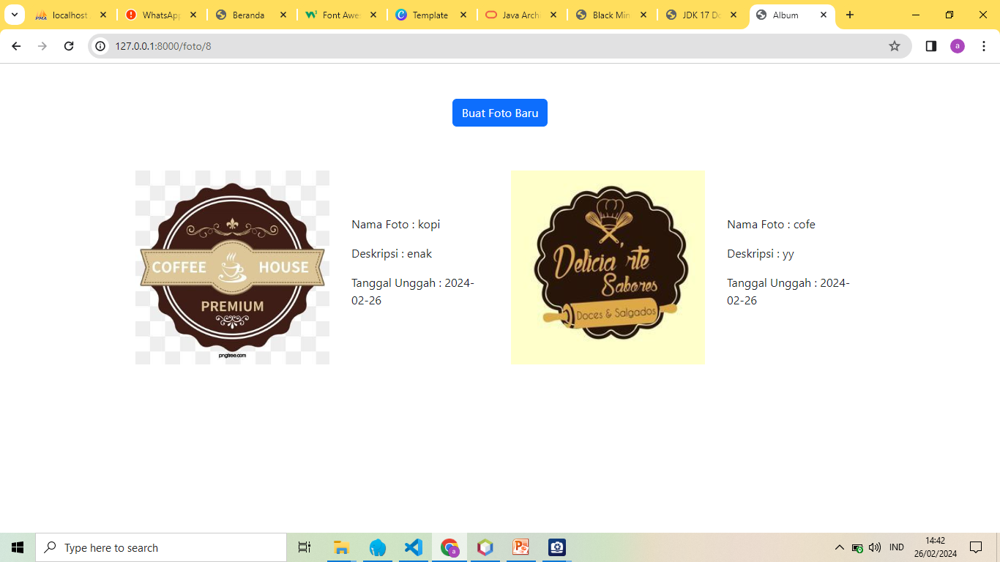 localhost
WhatsApp
Beranda
Font Awes
Template
Java Archi
Black Min
JDK 17 Do
Album
127.0.0.1:8000/foto/8
a
Buat Foto Baru
COFFEE HOUSE
PREMIUM
pngtree.com
Nama Foto : kopi
Deskripsi : enak
Tanggal Unggah : 2024-
02-26
Delicia'rte
Sabores
Doces & Salgados
Nama Foto : cofe
Deskripsi : yy
Tanggal Unggah : 2024-
02-26
Type here to search
IND
14:42
26/02/2024